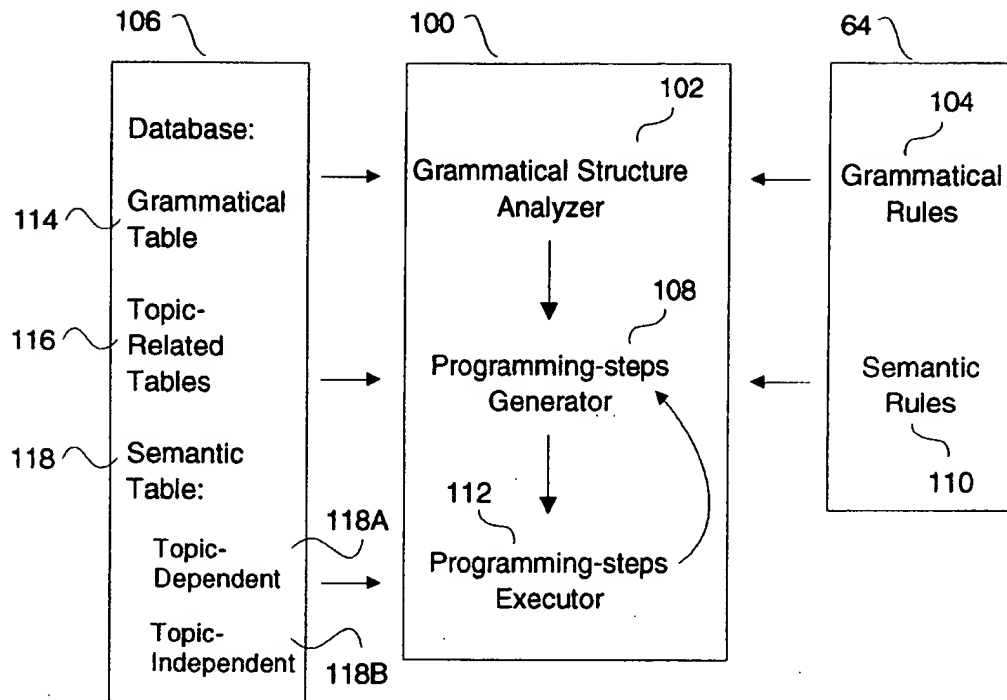 106
100
64
Database:
114
Grammatical
Table
116
Topic-
Related
Tables
118
Semantic
Table:
118A
Topic-
Dependent
Topic-
Independent
118B
102
Grammatical Structure
Analyzer
108
Programming-steps
Generator
112
Programming-steps
Executor
104
Grammatical
Rules
Semantic
Rules
110